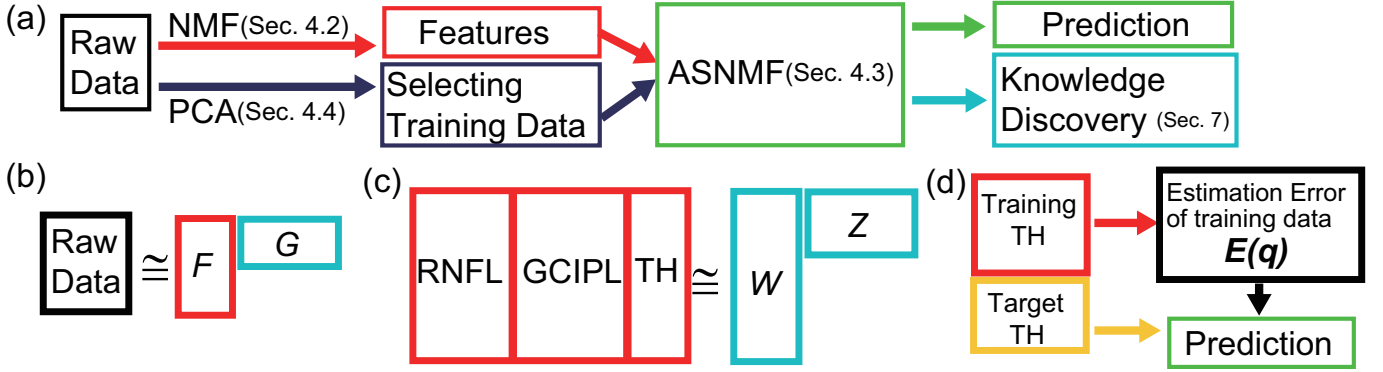 (a)
Raw
Data
NMF(Sec. 4.2)
PCA(Sec. 4.4)
Features
Selecting
Training Data
ASNMF(Sec. 4.3)
Prediction
Knowledge
Discovery (Sec. 7)
(b)
Raw
Data
≅
F
G
(c)
RNFL
GCIPL
TH
≅
W
Z
(d)
Training
TH
Target
TH
Estimation Error
of training data
E(q)
Prediction